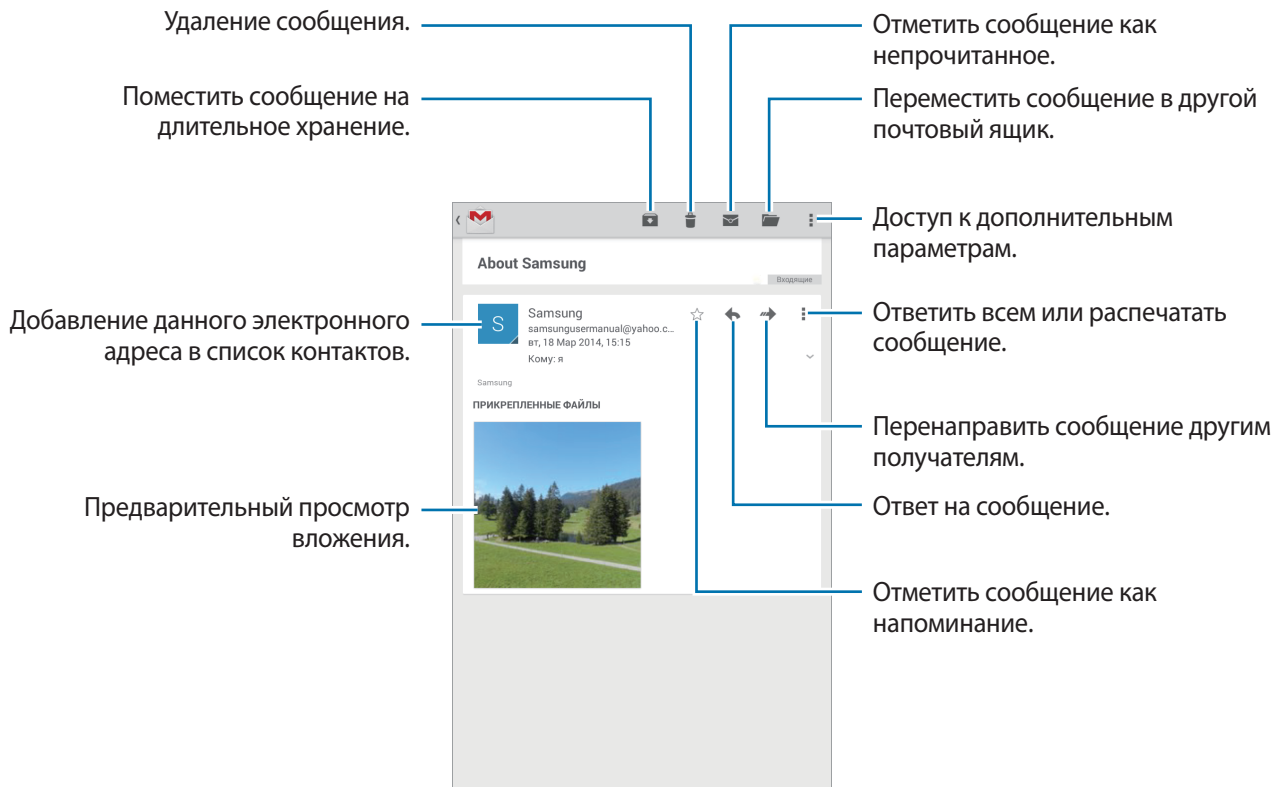 Удаление сообщения.
Поместить сообщение на
длительное хранение.
Добавление данного электронного
адреса в список контактов.
Предварительный просмотр
вложения.
Отметить сообщение как
непрочитанное.
Переместить сообщение в другой
почтовый ящик.
Доступ к дополнительным
параметрам.
Ответить всем или распечатать
сообщение.
Перенаправить сообщение другим
получателям.
Ответ на сообщение.
Отметить сообщение как
напоминание.
About Samsung
Входящие
S
Samsung
samsungusermanual@yahoo.c...
вт, 18 Мар 2014, 15:15
Кому: я
Samsung
ПРИКРЕПЛЕННЫЕ ФАЙЛЫ